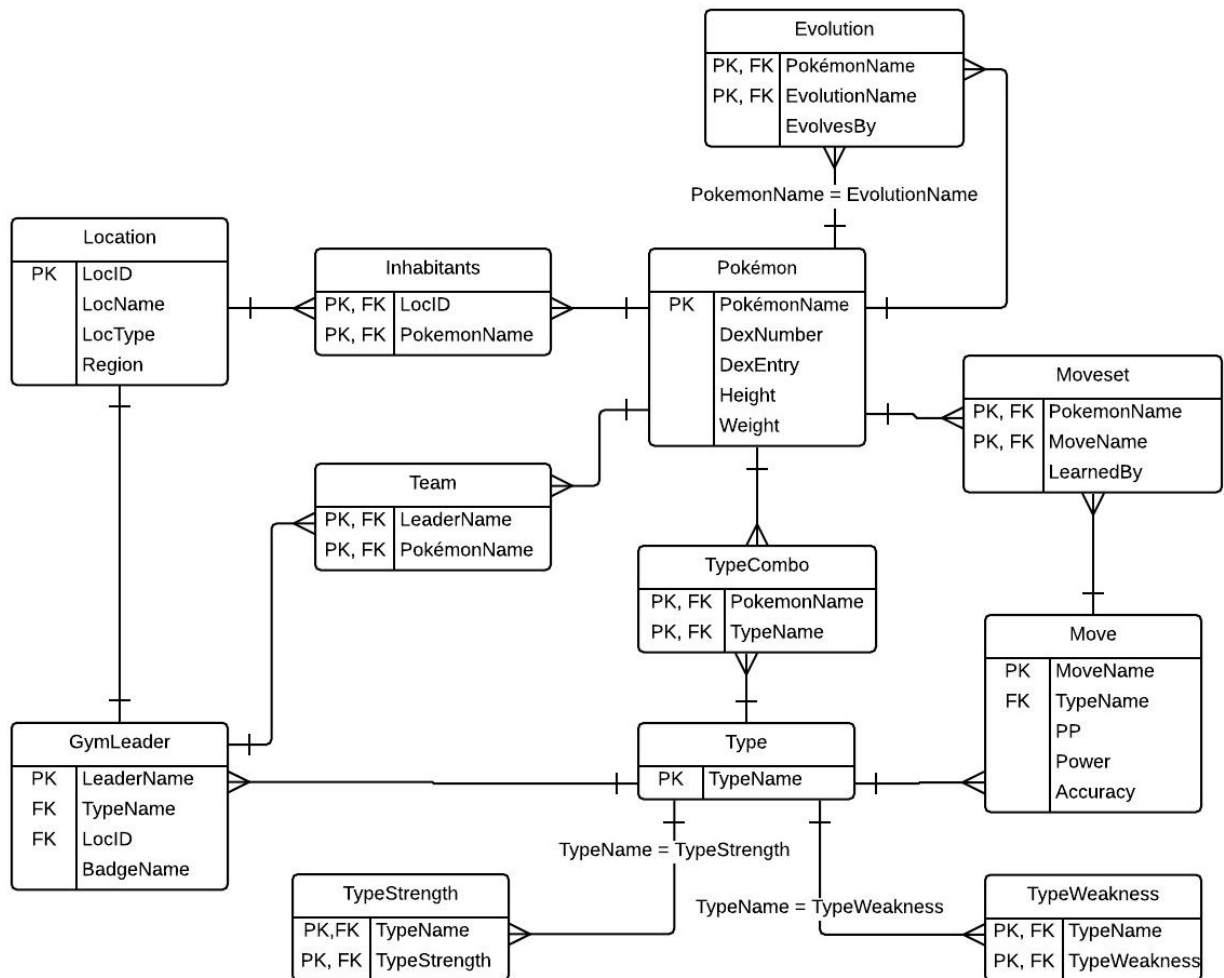 Evolution
PK, FK PokémonName
PK, FK EvolutionName
EvolvesBy
PokemonName = EvolutionName
Location
PK LocID
LocName
LocType
Region
Inhabitants
PK, FK LocID
PK, FK PokemonName
Pokémon
PK PokémonName
DexNumber
DexEntry
Height
Weight
Moveset
PK, FK PokemonName
PK, FK MoveName
LearnedBy
Team
PK, FK LeaderName
PK, FK PokémonName
TypeCombo
PK, FK PokemonName
PK, FK TypeName
Move
PK MoveName
FK TypeName
PP
Power
Accuracy
GymLeader
PK LeaderName
FK TypeName
FK LocID
BadgeName
Type
PK TypeName
TypeName = TypeStrength
TypeName = TypeWeakness
TypeStrength
PK,FK TypeName
PK, FK TypeStrength
TypeWeakness
PK, FK TypeName
PK, FK TypeWeakness